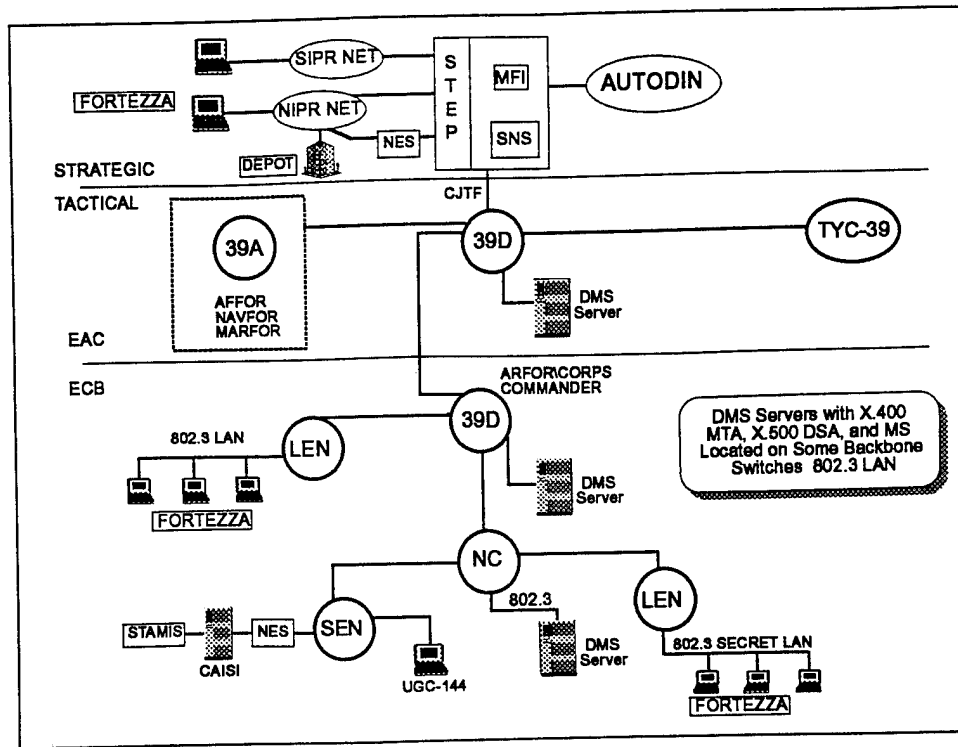 SIPR NET
S
T
E
P
MFI
AUTODIN
FORTEZZA
NIPR NET
NES
SNS
DEPOT
STRATEGIC
CJTF
TACTICAL
39A
39D
TYC-39
AFFOR
NAVFOR
MARFOR
DMS
Server
EAC
ECB
ARFOR\CORPS
COMMANDER
39D
DMS Servers with X.400
MTA, X.500 DSA, and MS
Located on Some Backbone
Switches 802.3 LAN
802.3 LAN
LEN
DMS
Server
FORTEZZA
NC
LEN
802.3
STAMIS
NES
SEN
DMS
Server
802.3 SECRET LAN
CAISI
UGC-144
FORTEZZA